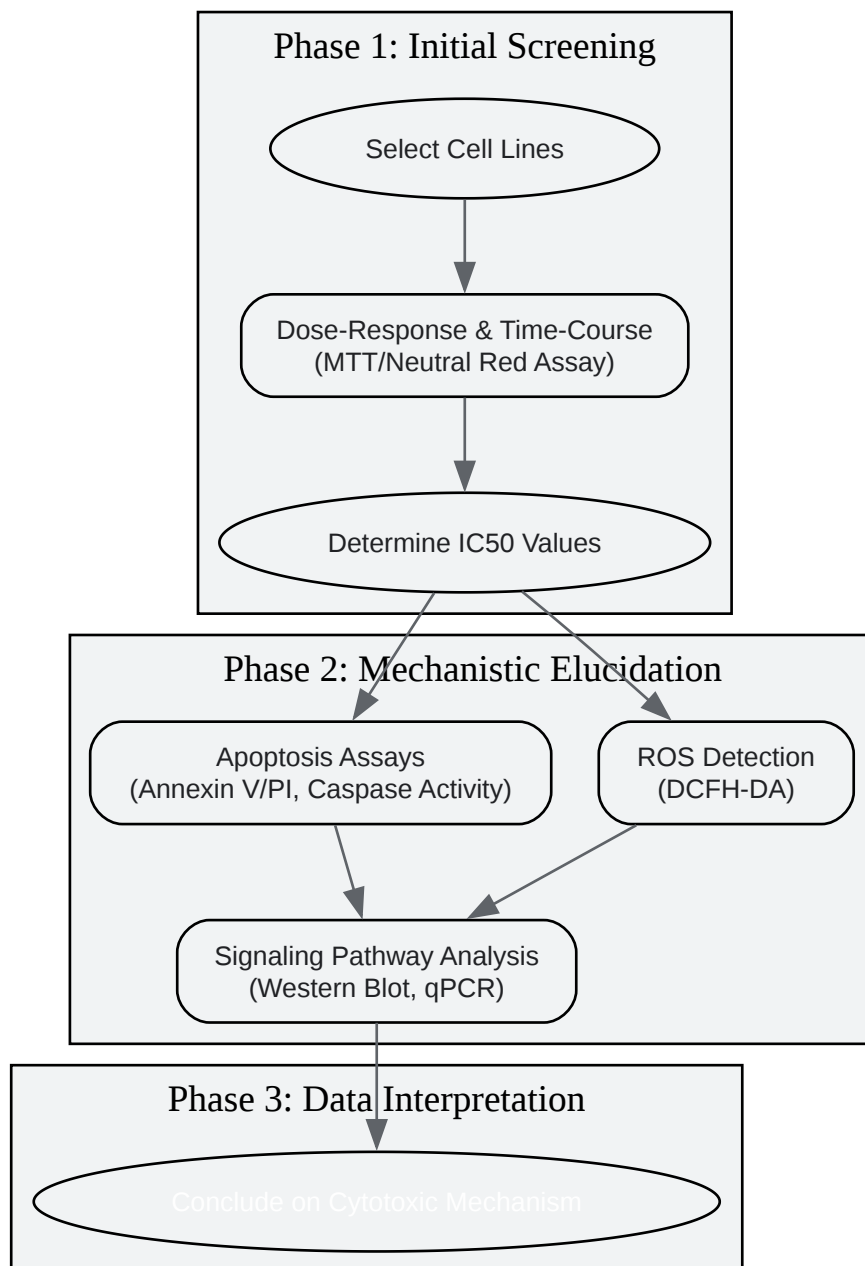 Phase 1: Initial Screening
Select Cell Lines
Dose-Response & Time-Course
(MTT/Neutral Red Assay)
Determine IC50 Values
Phase 2: Mechanistic Elucidation
Apoptosis Assays
(Annexin V/PI, Caspase Activity)
ROS Detection
(DCFH-DA)
Signaling Pathway Analysis
(Western Blot, qPCR)
Phase 3: Data Interpretation
Conclude on Cytotoxic Mechanism